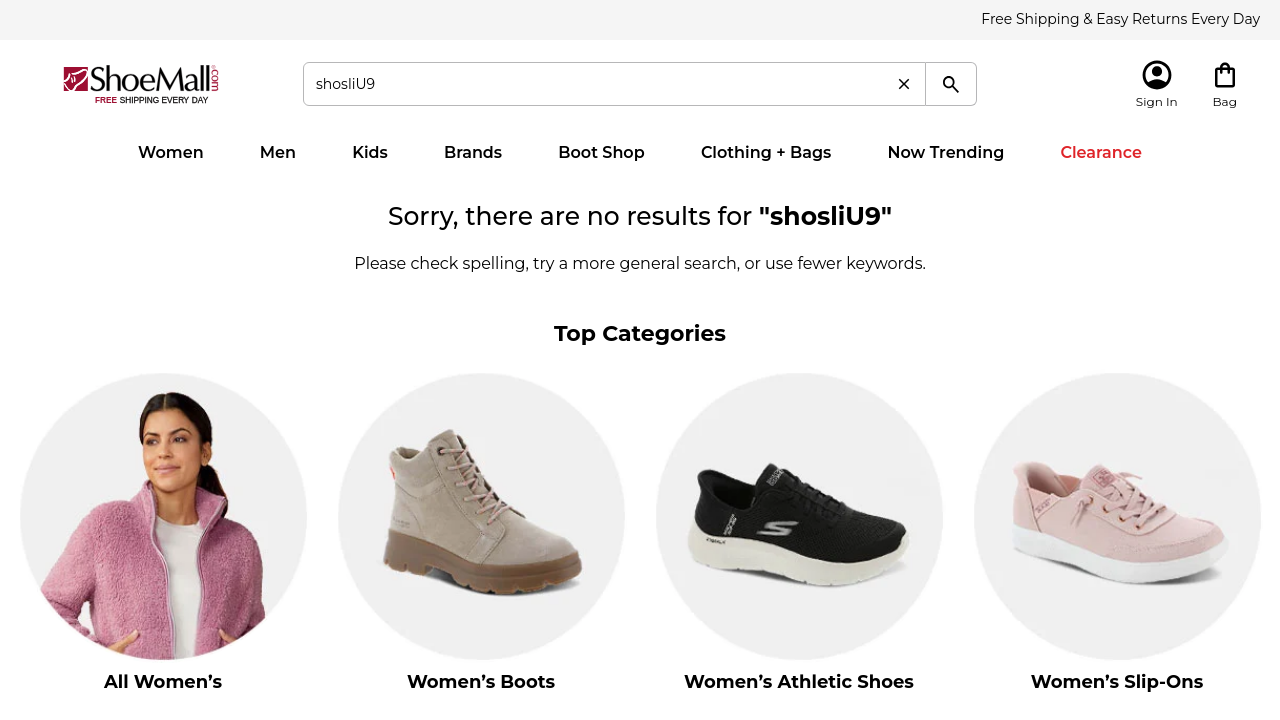 Free Shipping & Easy Returns Every Day
ShoeMall.com
FREE SHIPPING EVERY DAY
shosliU9
Sign In
Bag
Women
Men
Kids
Brands
Boot Shop
Clothing + Bags
Now Trending
Clearance
Sorry, there are no results for "shosliU9"
Please check spelling, try a more general search, or use fewer keywords.
Top Categories
All Women’s
Women’s Boots
Women’s Athletic Shoes
Women’s Slip-Ons